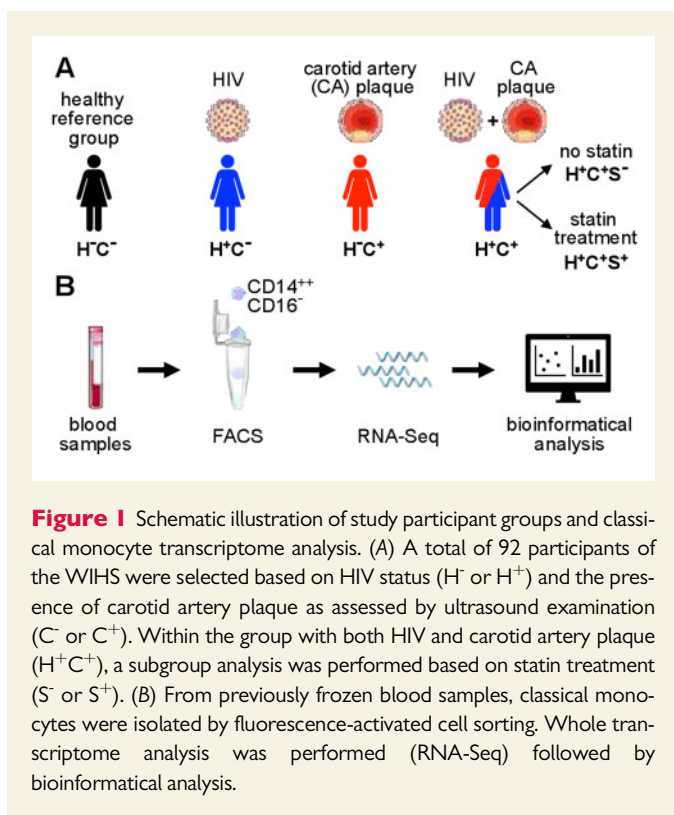 A
healthy
reference
group
HIV
carotid artery
(CA) plaque
HIV
CA
plaque
+
no statin
H⁺C⁺S⁻
statin
treatment
H⁺C⁺S⁺
H⁻C⁻
H⁺C⁻
H⁻C⁺
H⁺C⁺
B
CD14⁺⁺
CD16⁻
blood
samples
FACS
RNA-Seq
bioinformatical
analysis
Figure 1 Schematic illustration of study participant groups and classi-
cal monocyte transcriptome analysis. (A) A total of 92 participants of
the WIHS were selected based on HIV status (H⁻ or H⁺) and the pres-
ence of carotid artery plaque as assessed by ultrasound examination
(C⁻ or C⁺). Within the group with both HIV and carotid artery plaque
(H⁺C⁺), a subgroup analysis was performed based on statin treatment
(S⁻ or S⁺). (B) From previously frozen blood samples, classical mono-
cytes were isolated by fluorescence-activated cell sorting. Whole tran-
scriptome analysis was performed (RNA-Seq) followed by
bioinformatical analysis.